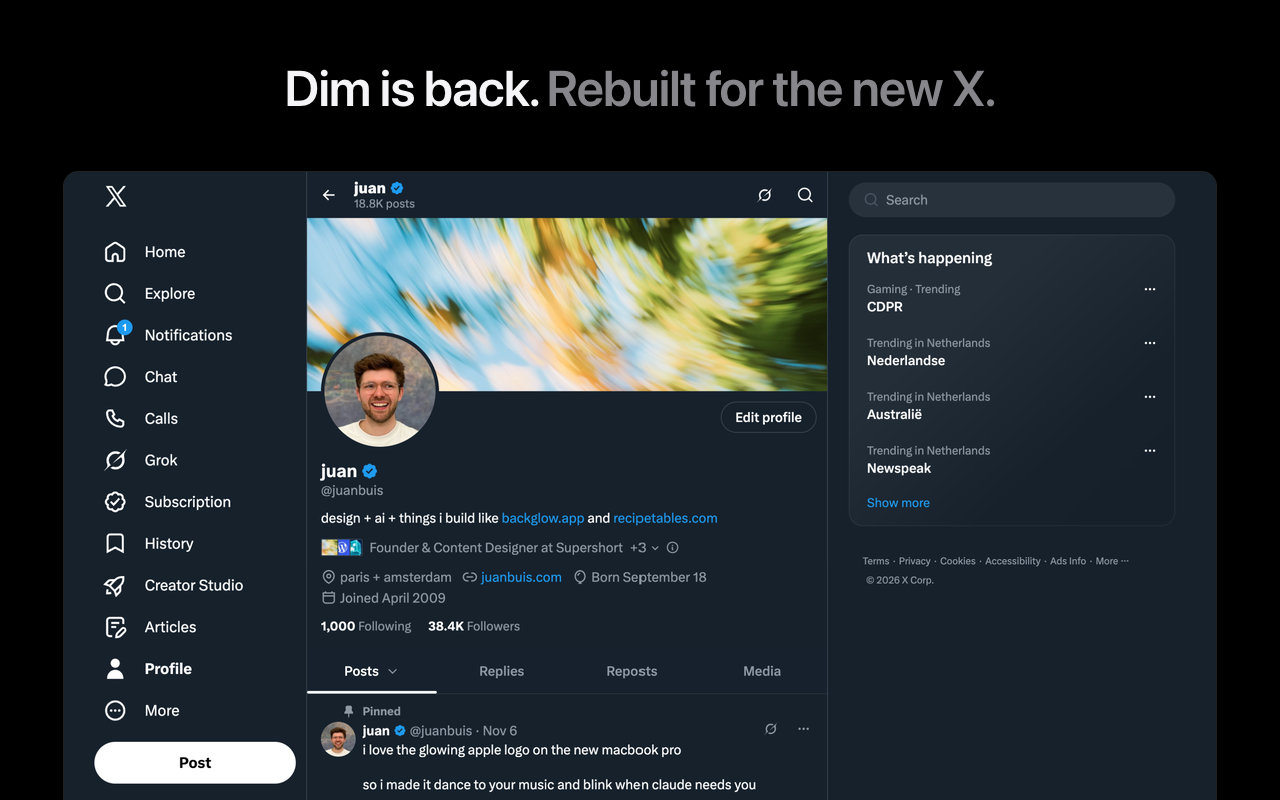 Dim is back. Rebuilt for the new X.
Home
Explore
1
Notifications
Chat
Calls
Grok
Subscription
History
Creator Studio
Articles
Profile
More
Post
juan
18.8K posts
Edit profile
juan
@juanbuis
design + ai + things i build like backglow.app and recipetables.com
Founder & Content Designer at Supershort +3
paris + amsterdam juanbuis.com Born September 18
Joined April 2009
1,000 Following 38.4K Followers
Posts Replies Reposts Media
Pinned
juan @juanbuis · Nov 6
i love the glowing apple logo on the new macbook pro
so i made it dance to your music and blink when claude needs you
Search
What's happening
Gaming · Trending
CDPR
Trending in Netherlands
Nederlandse
Trending in Netherlands
Australië
Trending in Netherlands
Newspeak
Show more
Terms · Privacy · Cookies · Accessibility · Ads Info · More ···
© 2026 X Corp.